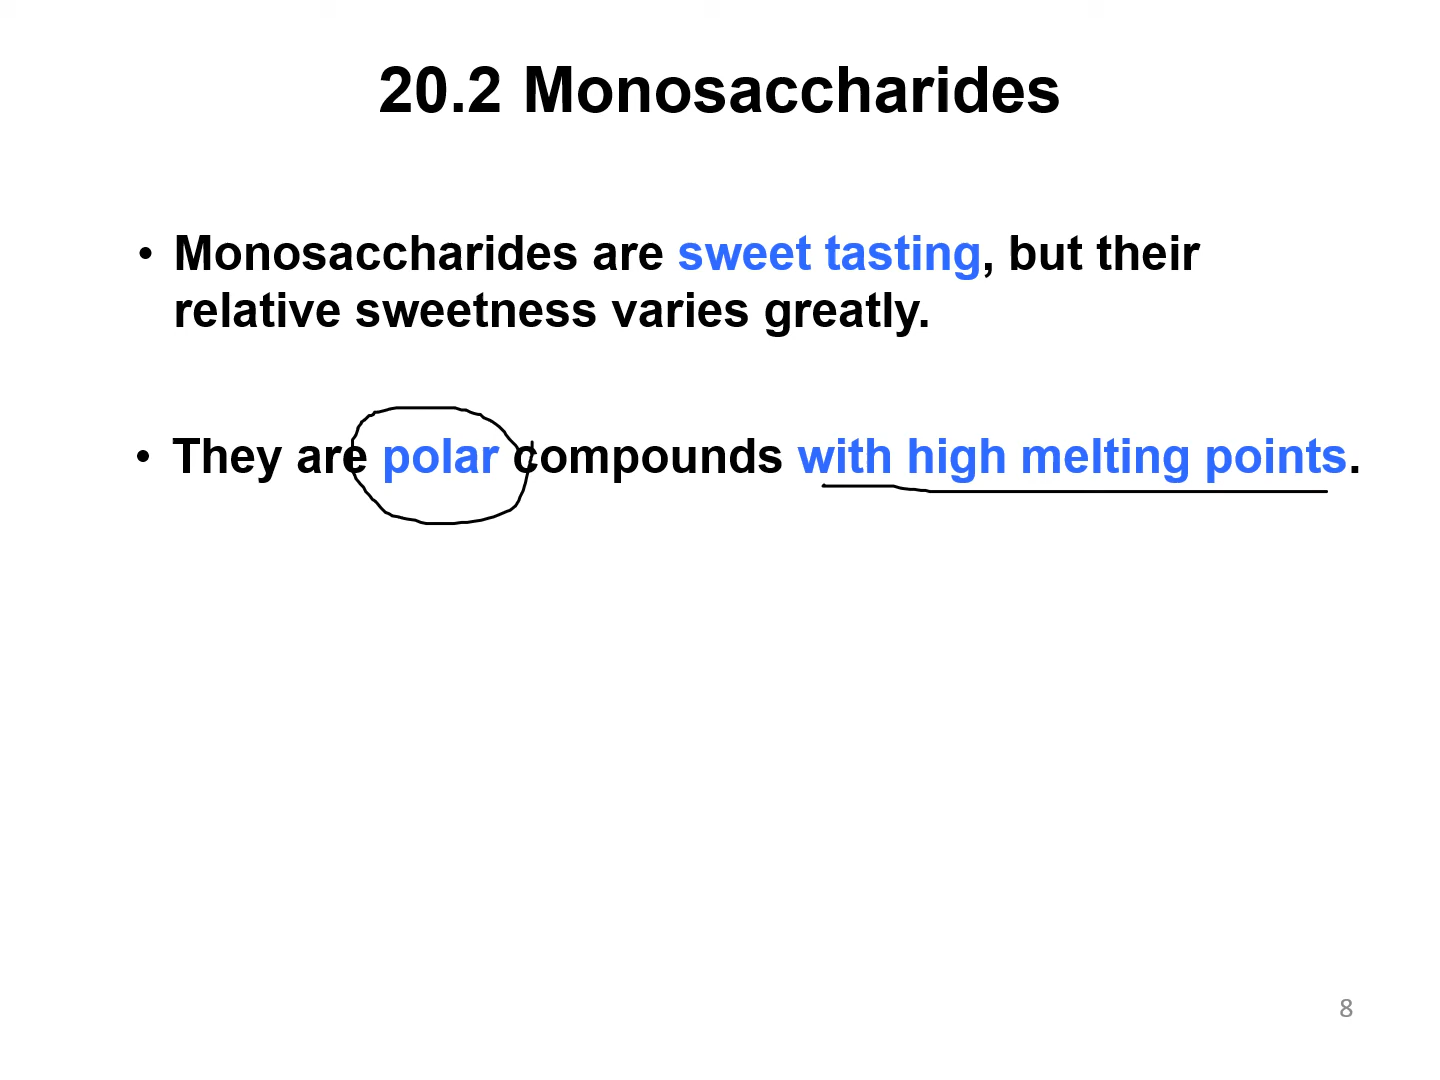 20.2 Monosaccharides
• Monosaccharides are sweet tasting, but their
relative sweetness varies greatly.
• They are polar compounds with high melting points.
8